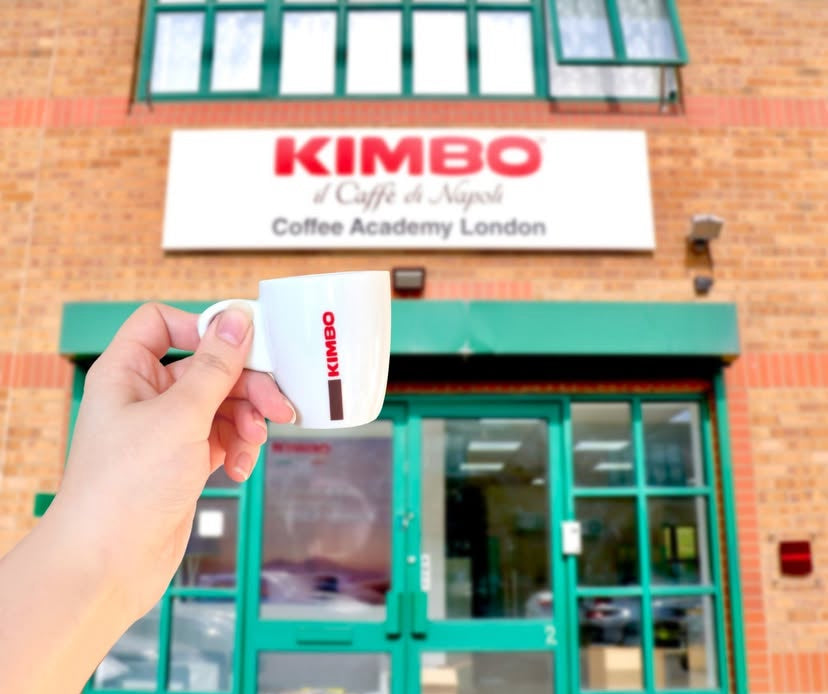 KIMBO
il Caffè di Napoli
Coffee Academy London
KIMBO
2